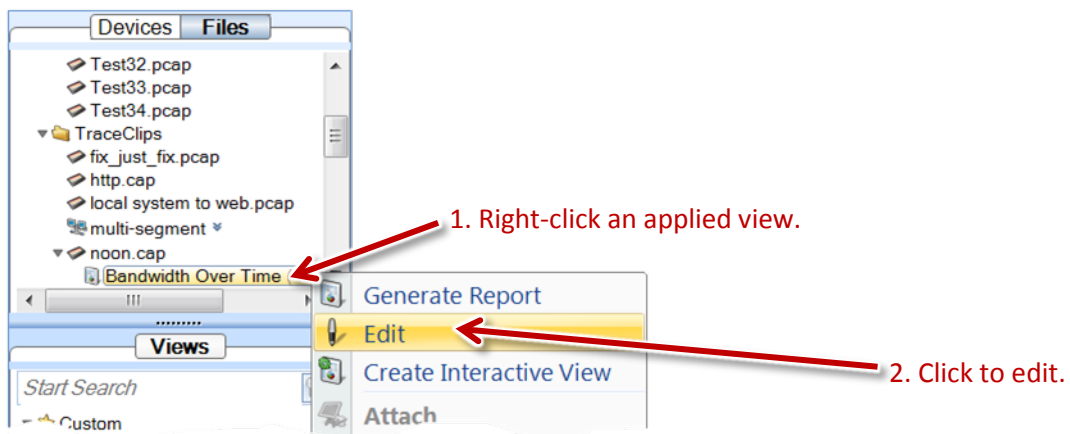 Devices Files
Test32.pcap
Test33.pcap
Test34.pcap
TraceClips
fix_just_fix.pcap
http.cap
local system to web.pcap
multi-segment
noon.cap
Bandwidth Over Time
1. Right-click an applied view.
Generate Report
Edit
Create Interactive View
Attach
2. Click to edit.
Views
Start Search
Custom